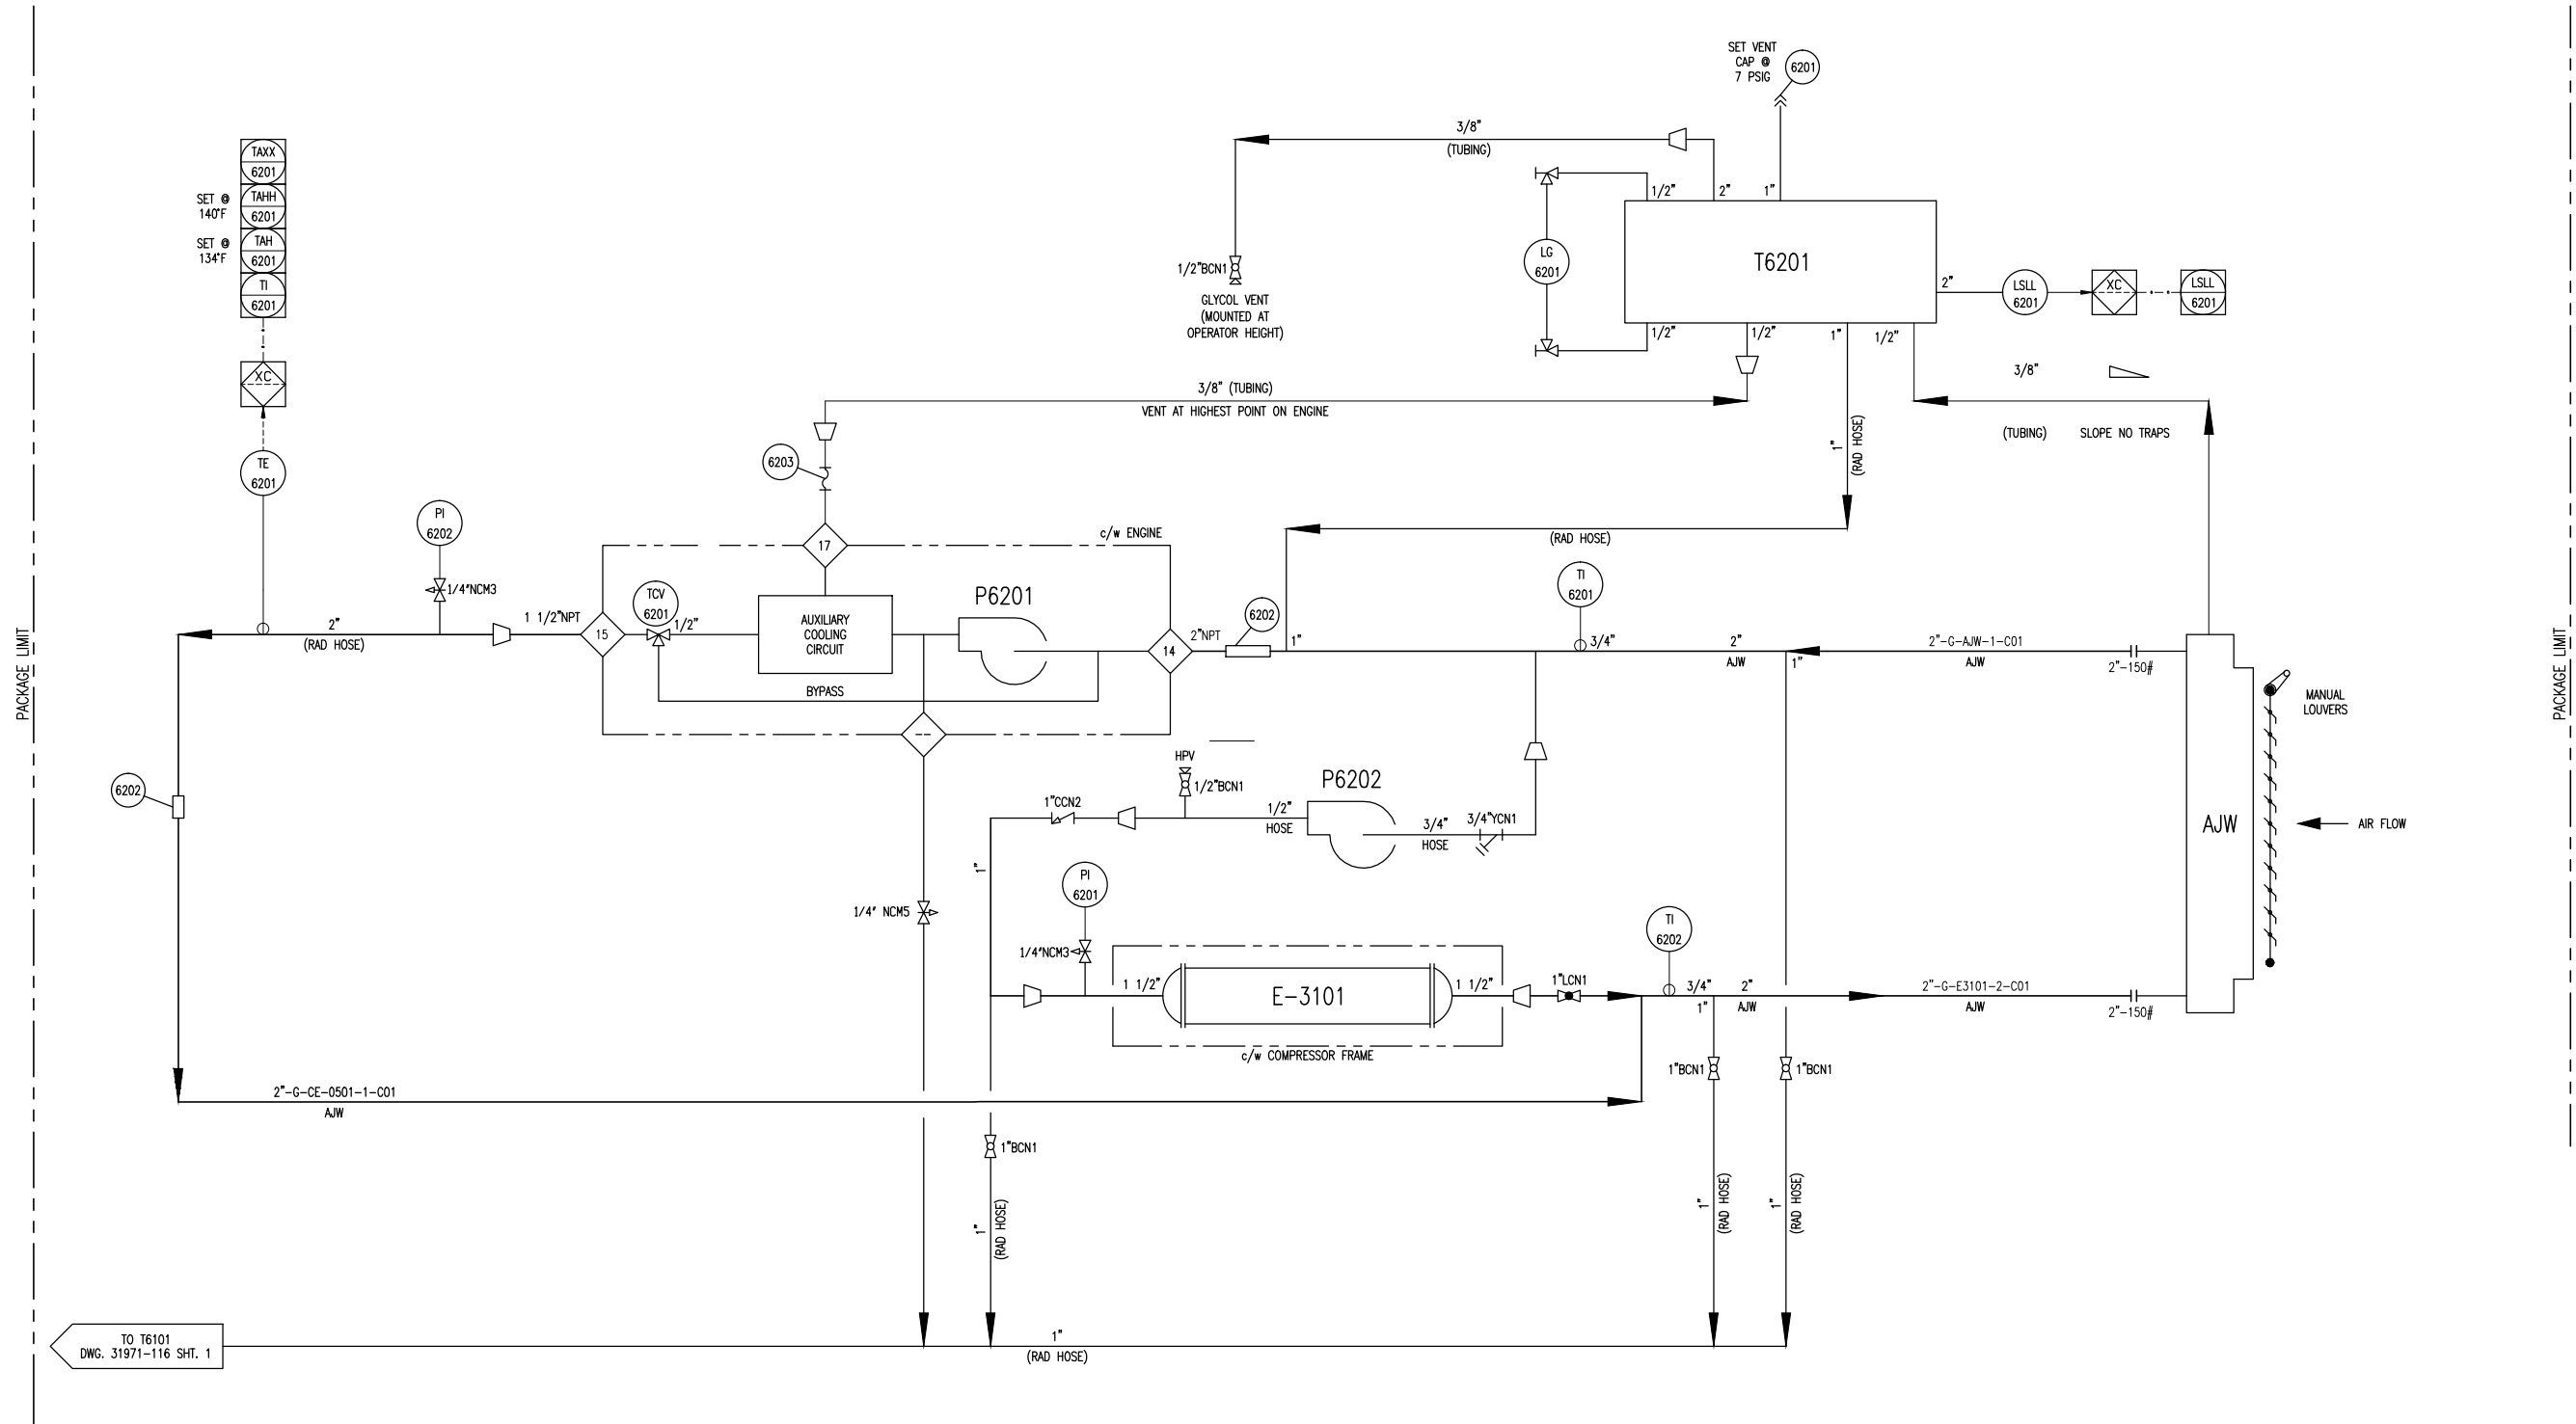 SET VENT
CAP @
7 PSIG
6201
3/8"
(TUBING)
TAXX
6201
SET @
140°F
TAHH
6201
SET @
134°F
TAH
6201
TI
6201
1/2"
2"
1"
T6201
LG
6201
1/2"BCN1
GLYCOL VENT
(MOUNTED AT
OPERATOR HEIGHT)
2"
LSLL
6201
XC
LSLL
6201
1/2"
1/2"
1"
1/2"
XC
3/8" (TUBING)
VENT AT HIGHEST POINT ON ENGINE
3/8"
(TUBING)
SLOPE NO TRAPS
1"
(RAD HOSE)
TE
6201
6203
PI
6202
1/4"NCM3
17
c/w ENGINE
(RAD HOSE)
PACKAGE LIMIT
2"
(RAD HOSE)
1 1/2"NPT
15
TCV
6201
1/2"
AUXILIARY
COOLING
CIRCUIT
P6201
BYPASS
14
2"NPT
6202
1"
TI
6201
3/4"
2"
AJW
1"
2"-G-AJW-1-C01
AJW
2"-150#
MANUAL
LOUVERS
PACKAGE LIMIT
--
6202
HPV
1/2"BCN1
P6202
1"CCN2
1/2"
HOSE
3/4"
HOSE
3/4"YCN1
AJW
AIR FLOW
1"
PI
6201
1/4"NCM3
1/4" NCM5
TI
6202
1 1/2"
E-3101
1 1/2"
1"LCN1
3/4"
1"
2"
AJW
2"-G-E3101-2-C01
AJW
2"-150#
c/w COMPRESSOR FRAME
1"BCN1
1"BCN1
2"-G-CE-0501-1-C01
AJW
1"BCN1
1"
(RAD HOSE)
1"
(RAD HOSE)
1"
(RAD HOSE)
TO T6101
DWG. 31971-116 SHT. 1
1"
(RAD HOSE)